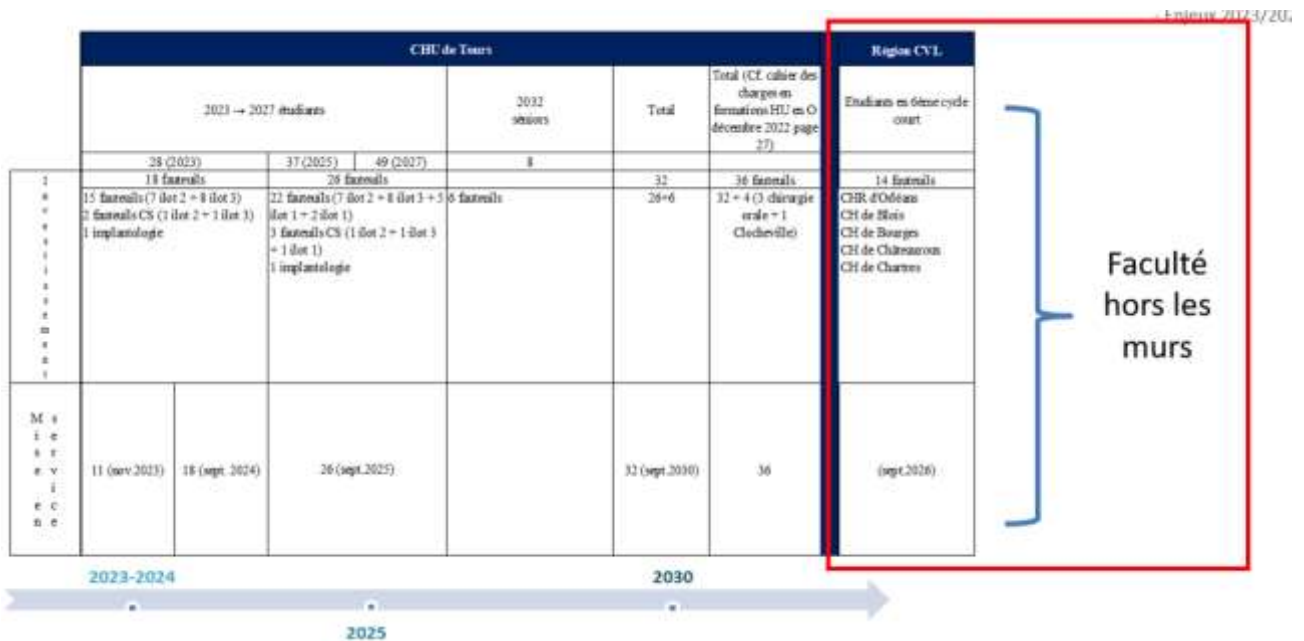 - Enjeux 2023/202
CHU de Tours
Région CVL
2023 → 2027 étudiants
2032
séniors
Total
Total (Cf. cahier des
charges en
formations HU en O
décembre 2022 page
27)
Etudiants en 6ème cycle
court
28 (2023)
37 (2025)
49 (2027)
8
Investissement
18 fauteuils
26 fauteuils
32
36 fauteuils
14 fauteuils
15 fauteuils (7 ilot 2 + 8 ilot 3)
2 fauteuils CS (1 ilot 2 + 1 ilot 3)
1 implantologie
22 fauteuils (7 ilot 2 + 8 ilot 3 + 5
ilot 1 + 2 ilot 1)
3 fauteuils CS (1 ilot 2 + 1 ilot 3
+ 1 ilot 1)
1 implantologie
6 fauteuils
26+6
32 + 4 (3 chirurgie
orale + 1
Clocheville)
CHR d'Orléans
CH de Blois
CH de Bourges
CH de Châteauroux
CH de Chartres
Faculté
hors les
murs
Mise en
service
11 (nov.2023)
18 (sept. 2024)
26 (sept.2025)
32 (sept.2030)
36
(sept.2026)
2023-2024
2030
2025